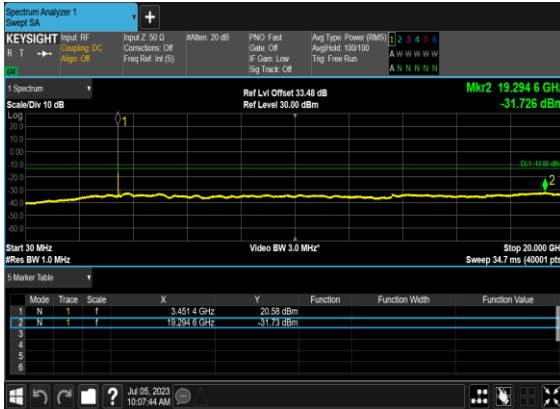 Spectrum Analyzer 1
Swept SA
+
KEYSIGHT Input: RF Input Z: 50 Ω #Atten: 20 dB PNO: Fast Avg Type: Power (RMS) 1 2 3 4 5 6
R T Coupling: DC Corrections: Off Gate: Off Avg|Hold: 100/100 A W W W W W
Align: Off Freq Ref: Int (S) IF Gain: Low Trig: Free Run
Sig Track: Off A N N N N N
1 Spectrum Ref Lvl Offset 33.48 dB Mkr2 19.294 6 GHz
Scale/Div 10 dB Ref Level 30.00 dBm -31.726 dBm
Log
20.0
10.0
0.00
-10.0
-20.0
-30.0
-40.0
-50.0
-60.0
1
DL1 -13.00 dBm
2
Start 30 MHz Video BW 3.0 MHz* Stop 20.000 GH
#Res BW 1.0 MHz Sweep 34.7 ms (40001 pts
5 Marker Table
Mode Trace Scale X Y Function Function Width Function Value
1 N 1 f 3.451 4 GHz 20.58 dBm
2 N 1 f 19.294 6 GHz -31.73 dBm
3
4
5
6
? Jul 05, 2023
10:07:44 AM